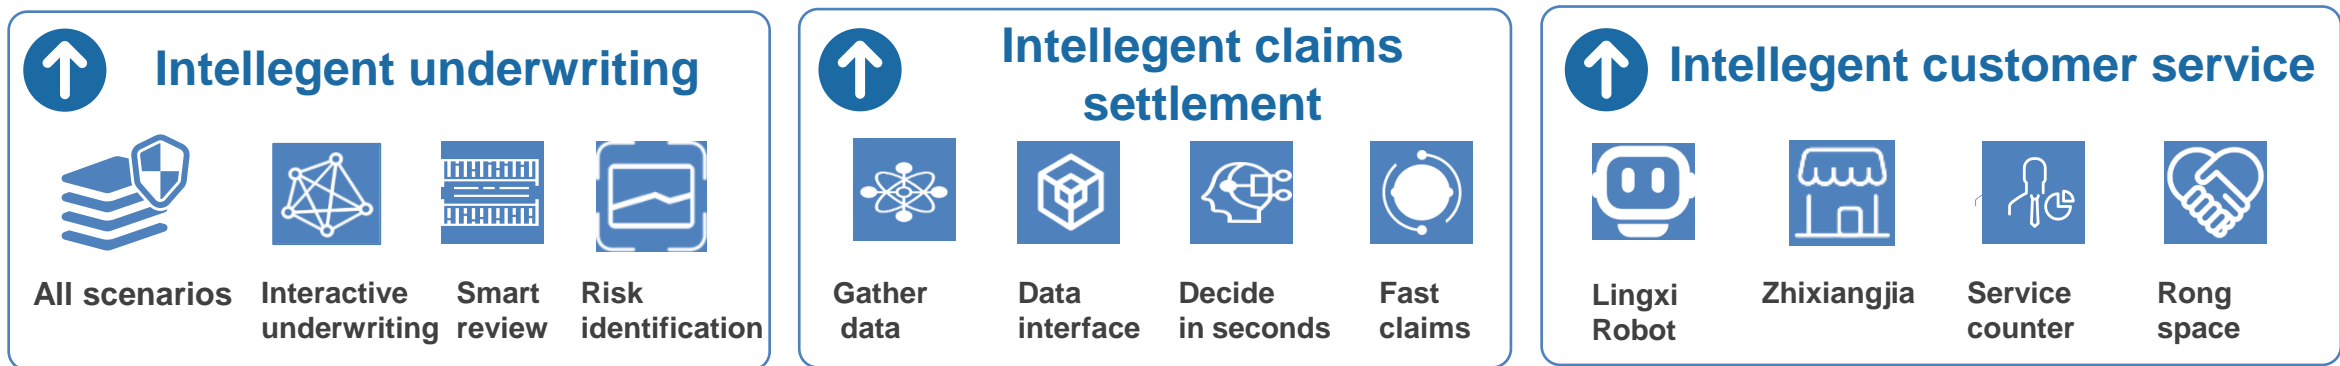 Intellegent underwriting
All scenarios
Interactive
underwriting
Smart
review
Risk
identification
Intellegent claims
settlement
Gather
data
Data
interface
Decide
in seconds
Fast
claims
Intellegent customer service
Lingxi
Robot
Zhixiangjia
Service
counter
Rong
space